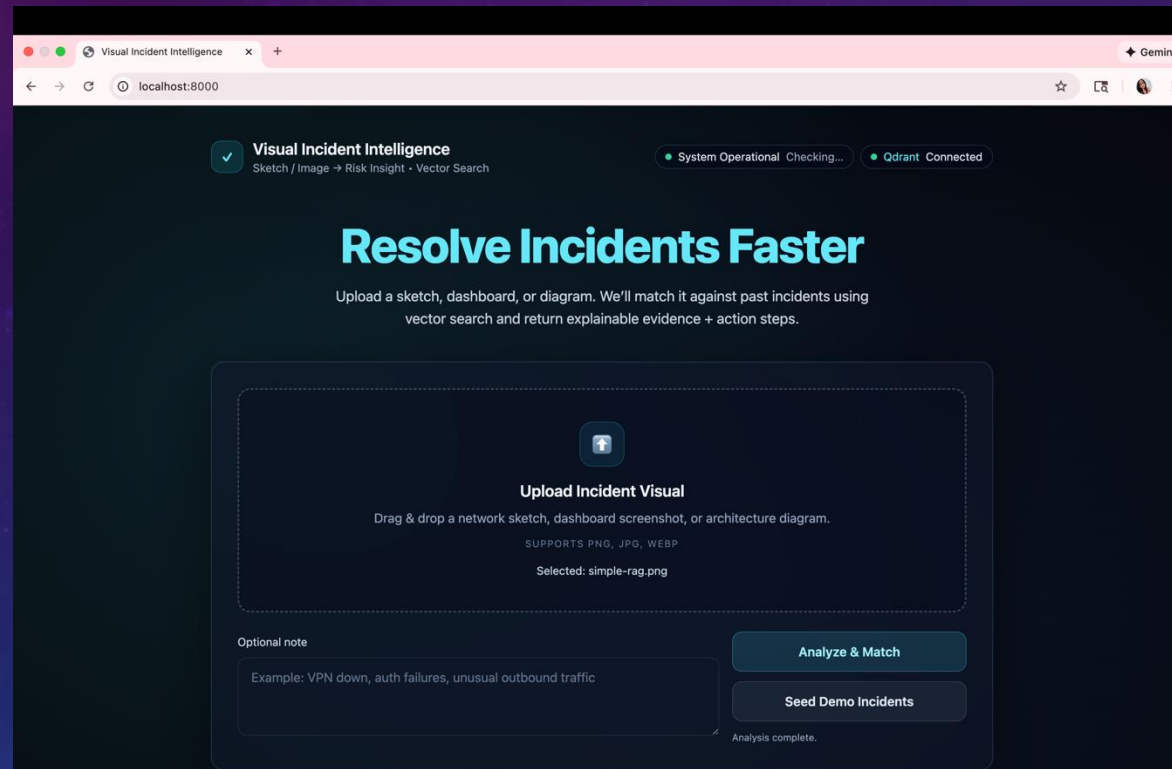 Visual Incident Intelligence
Gemin
localhost:8000
Visual Incident Intelligence
Sketch / Image → Risk Insight • Vector Search
System Operational Checking...
Qdrant Connected
Resolve Incidents Faster
Upload a sketch, dashboard, or diagram. We’ll match it against past incidents using
vector search and return explainable evidence + action steps.
Upload Incident Visual
Drag & drop a network sketch, dashboard screenshot, or architecture diagram.
SUPPORTS PNG, JPG, WEBP
Selected: simple-rag.png
Optional note
Example: VPN down, auth failures, unusual outbound traffic
Analyze & Match
Seed Demo Incidents
Analysis complete.